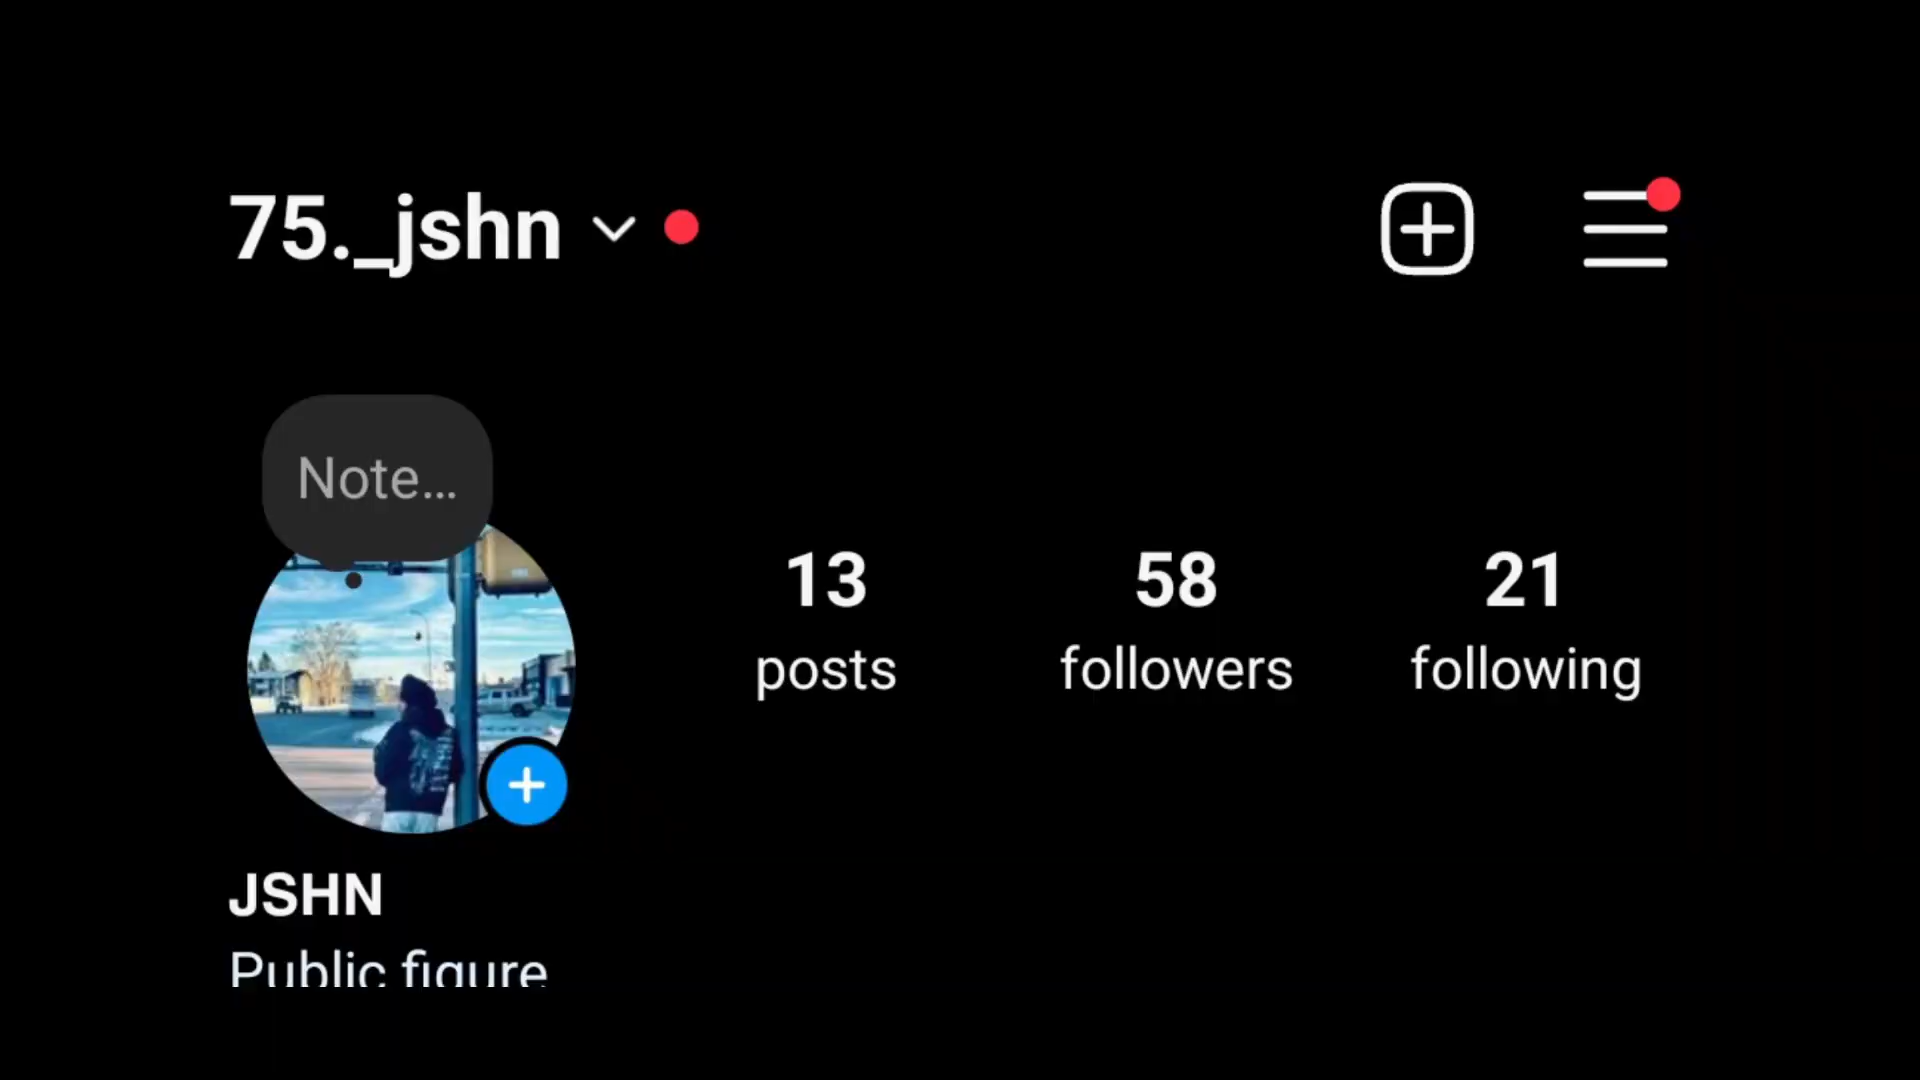 75._jshn
Note...
13 58 21
posts followers following
JSHN
Public figure